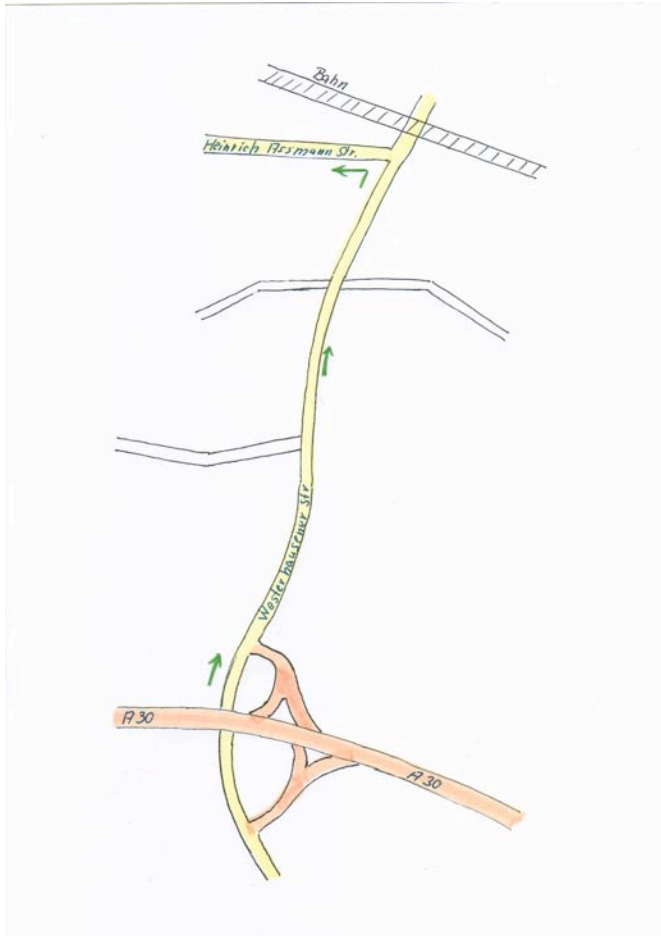 Bahn
Heinrich Assmann Str.
Westerhausener Str
A 30
A 30